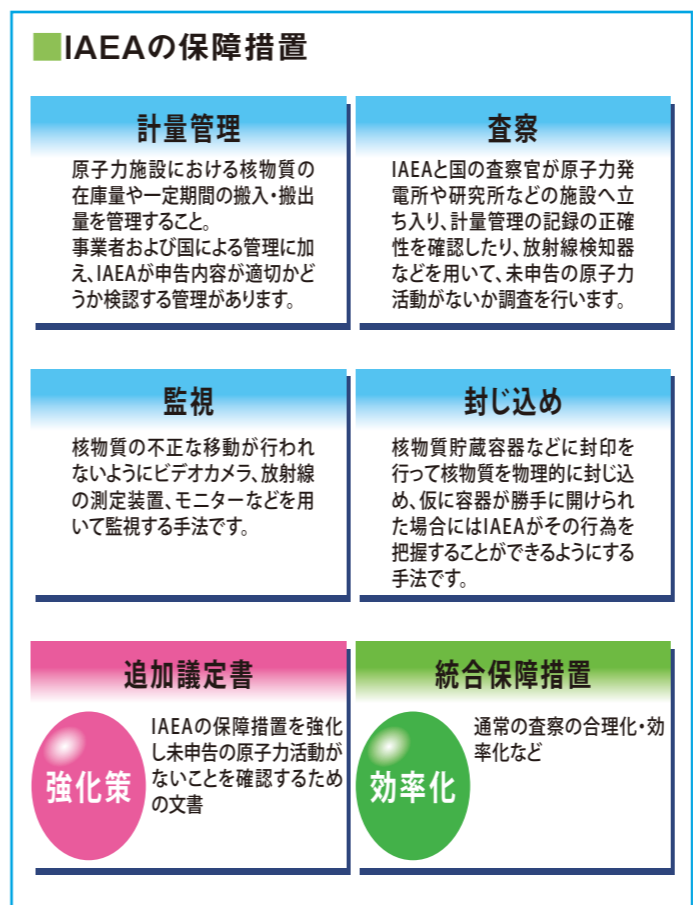 ■IAEAの保障措置
計量管理
原子力施設における核物質の
在庫量や一定期間の搬入・搬出
量を管理すること。
事業者および国による管理に加
え、IAEAが申告内容が適切かど
うか検認する管理があります。
査察
IAEAと国の査察官が原子力発
電所や研究所などの施設へ立
ち入り、計量管理の記録の正確
性を確認したり、放射線検知器
などを用いて、未申告の原子力
活動がないか調査を行います。
監視
核物質の不正な移動が行われ
ないようにビデオカメラ、放射線
の測定装置、モニターなどを用
いて監視する手法です。
封じ込め
核物質貯蔵容器などに封印を
行って核物質を物理的に封じ込
め、仮に容器が勝手に開けられ
た場合にはIAEAがその行為を
把握することができるようにする
手法です。
追加議定書
強化策
IAEAの保障措置を強化
し未申告の原子力活動が
ないことを確認するため
の文書
統合保障措置
効率化
通常の査察の合理化・効
率化など